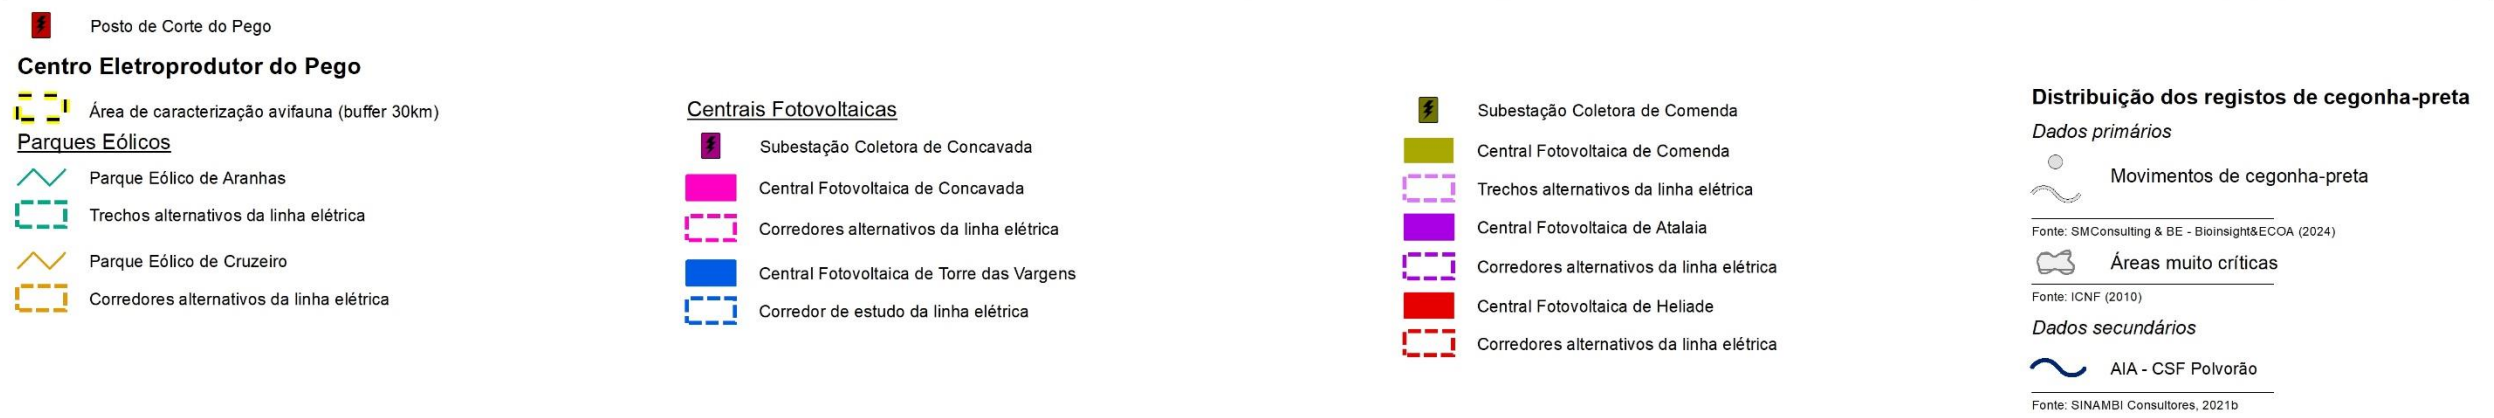 Posto de Corte do Pego
Centro Eletroprodutor do Pego
Área de caracterização avifauna (buffer 30km)
Parques Eólicos
Parque Eólico de Aranhas
Trechos alternativos da linha elétrica
Parque Eólico de Cruzeiro
Corredores alternativos da linha elétrica
Centrais Fotovoltaicas
Subestação Coletora de Concavada
Central Fotovoltaica de Concavada
Corredores alternativos da linha elétrica
Central Fotovoltaica de Torre das Vargens
Corredor de estudo da linha elétrica
Subestação Coletora de Comenda
Central Fotovoltaica de Comenda
Trechos alternativos da linha elétrica
Central Fotovoltaica de Atalaia
Corredores alternativos da linha elétrica
Central Fotovoltaica de Heliade
Corredores alternativos da linha elétrica
Distribuição dos registos de cegonha-preta
Dados primários
Movimentos de cegonha-preta
Fonte: SMConsulting & BE - Bioinsight&ECOA (2024)
Áreas muito críticas
Fonte: ICNF (2010)
Dados secundários
AIA - CSF Polvorão
Fonte: SINAMBI Consultores, 2021b